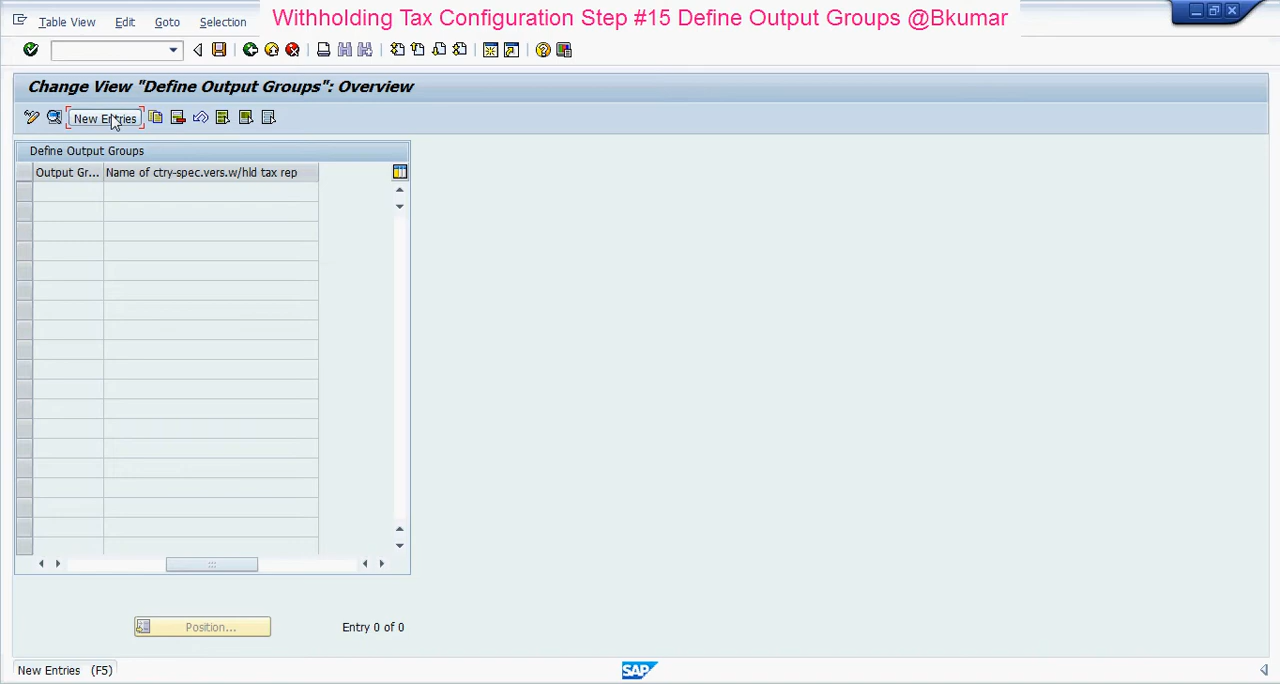 Withholding Tax Configuration Step #15 Define Output Groups @Bkumar
Table View Edit Goto Selection
Change View "Define Output Groups": Overview
New Entries
Define Output Groups
Output Gr... Name of ctry-spec.vers.w/hld tax rep
Position... Entry 0 of 0
New Entries (F5) SAP